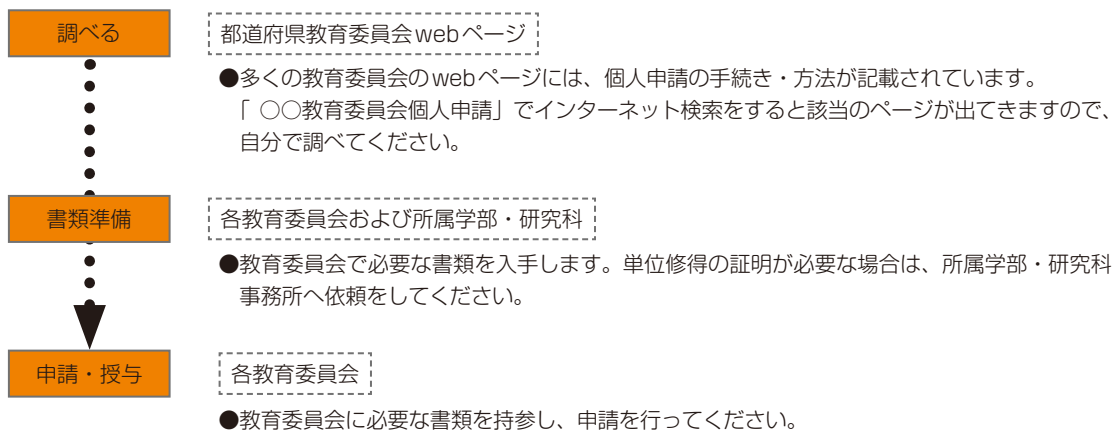 調べる
都道府県教育委員会webページ
●多くの教育委員会のwebページには、個人申請の手続き・方法が記載されています。
「 ○○教育委員会個人申請」でインターネット検索をすると該当のページが出てきますので、
自分で調べてください。
書類準備
各教育委員会および所属学部・研究科
●教育委員会で必要な書類を入手します。単位修得の証明が必要な場合は、所属学部・研究科
事務所へ依頼をしてください。
申請・授与
各教育委員会
●教育委員会に必要な書類を持参し、申請を行ってください。